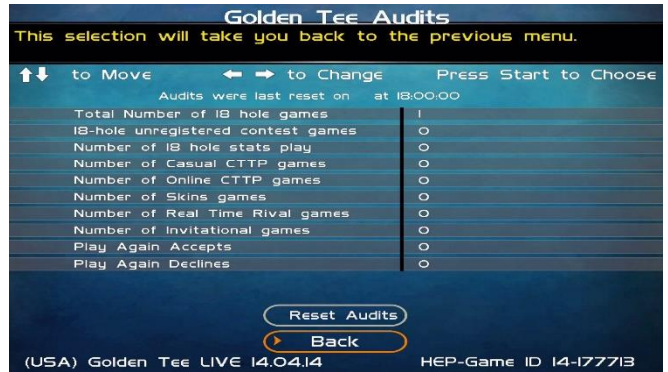 Golden Tee Audits
This selection will take you back to the previous menu.
to Move to Change Press Start to Choose
Audits were last reset on at 18:00:00
Total Number of 18 hole games 1
18-hole unregistered contest games 0
Number of 18 hole stats play 0
Number of Casual CTTP games 0
Number of Online CTTP games 0
Number of Skins games 0
Number of Real Time Rival games 0
Number of Invitational games 0
Play Again Accepts 0
Play Again Declines 0
Reset Audits
Back
(USA) Golden Tee LIVE 14.04.14 HEP-Game ID 14-177713